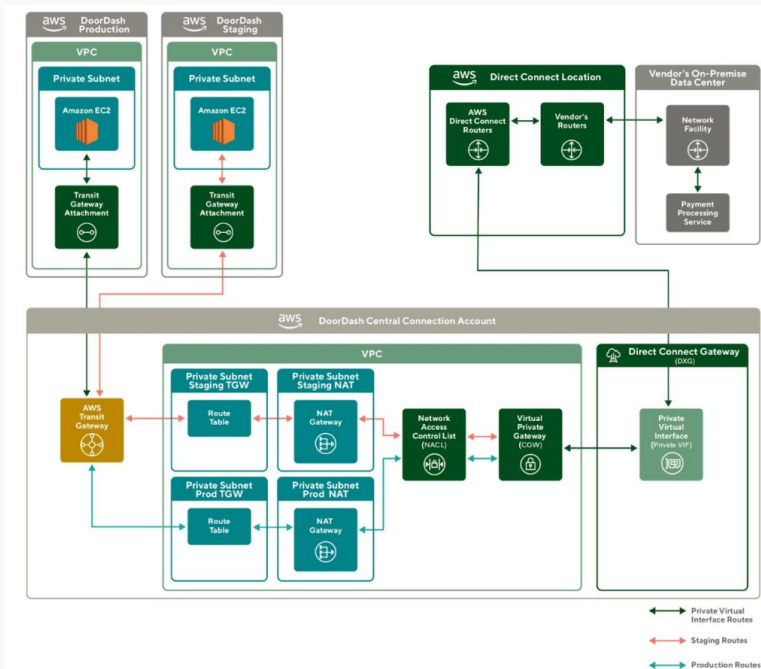 aws DoorDash
Production
VPC
Private Subnet
Amazon EC2
Transit
Gateway
Attachment
aws DoorDash
Staging
VPC
Private Subnet
Amazon EC2
Transit
Gateway
Attachment
aws Direct Connect Location
AWS
Direct Connect
Routers
Vendor's
Routers
Vendor's On-Premise
Data Center
Network
Facility
Payment
Processing
Service
aws DoorDash Central Connection Account
AWS
Transit
Gateway
VPC
Private Subnet
Staging TGW
Route
Table
Private Subnet
Staging NAT
NAT
Gateway
Private Subnet
Prod TGW
Route
Table
Private Subnet
Prod NAT
NAT
Gateway
Network
Access
Control List
(NACL)
Virtual
Private
Gateway
(CGW)
Direct Connect Gateway
(DXG)
Private
Virtual
Interface
(Private VIF)
Private Virtual
Interface Routes
Staging Routes
Production Routes